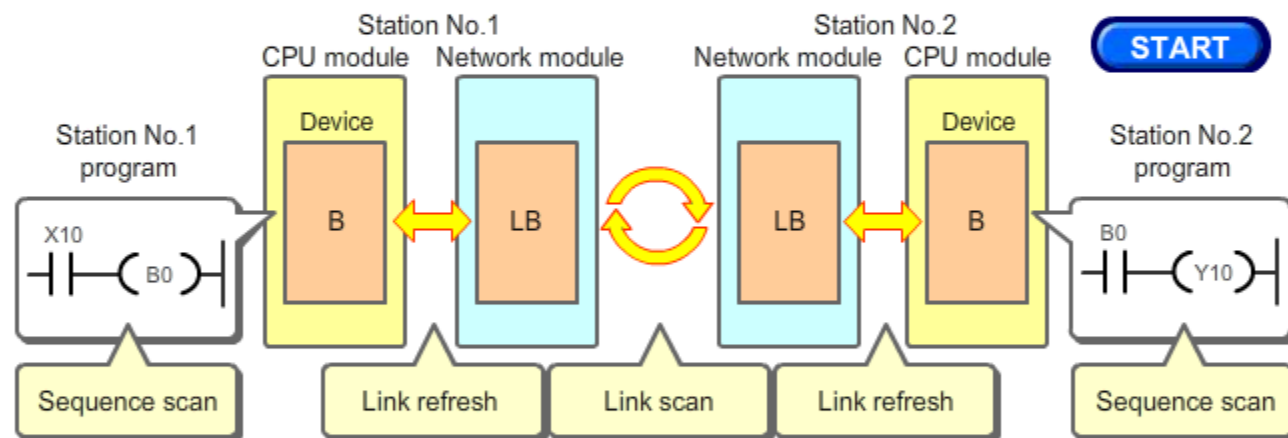 Station No.1
Station No.2
START
CPU module
Network module
Network module
CPU module
Station No.1
program
Device
Device
Station No.2
program
X10
B0
B
LB
LB
B
B0
Y10
Sequence scan
Link refresh
Link scan
Link refresh
Sequence scan